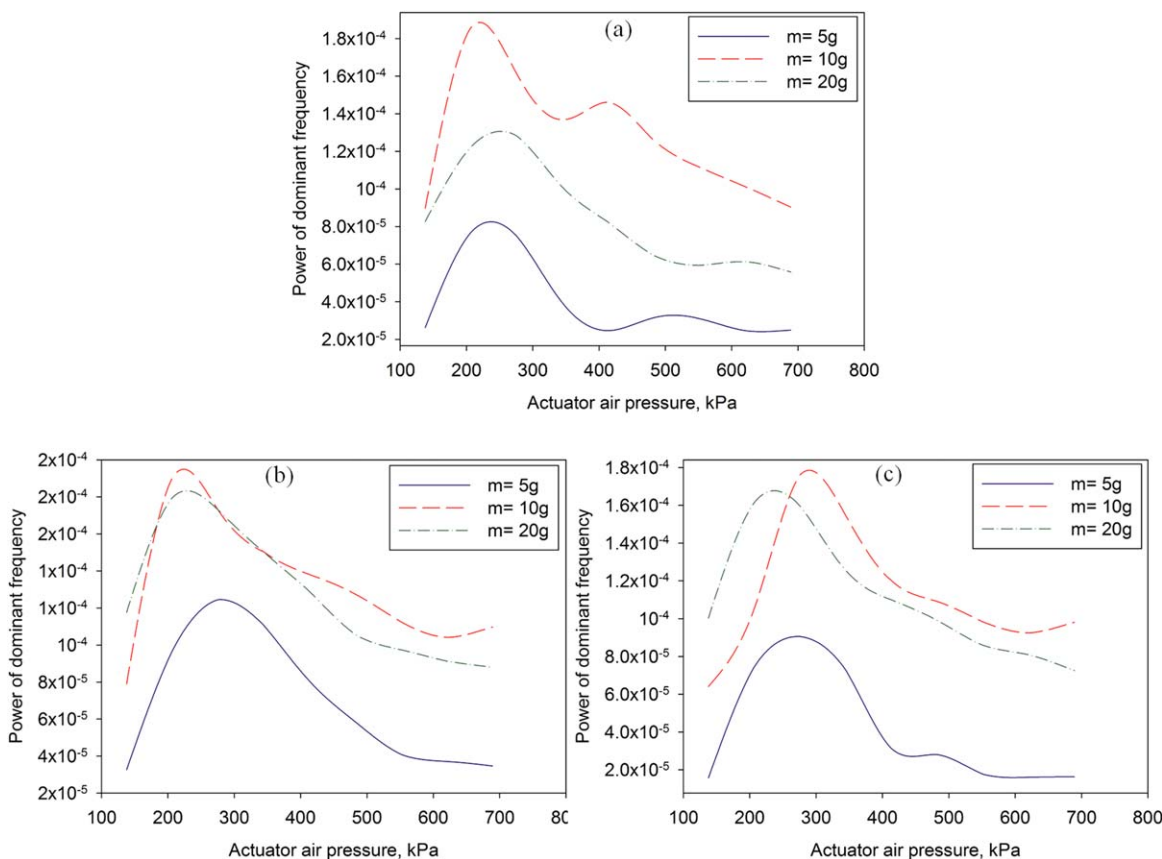 (a)
m= 5g
m= 10g
m= 20g
Power of dominant frequency
1.8x10⁻⁴
1.6x10⁻⁴
1.4x10⁻⁴
1.2x10⁻⁴
10⁻⁴
8.0x10⁻⁵
6.0x10⁻⁵
4.0x10⁻⁵
2.0x10⁻⁵
100 200 300 400 500 600 700 800
Actuator air pressure, kPa
(b)
m= 5g
m= 10g
m= 20g
Power of dominant frequency
2x10⁻⁴
2x10⁻⁴
2x10⁻⁴
1x10⁻⁴
1x10⁻⁴
10⁻⁴
8x10⁻⁵
6x10⁻⁵
4x10⁻⁵
2x10⁻⁵
100 200 300 400 500 600 700
Actuator air pressure, kPa
(c)
m= 5g
m= 10g
m= 20g
Power of dominant frequency
1.8x10⁻⁴
1.6x10⁻⁴
1.4x10⁻⁴
1.2x10⁻⁴
10⁻⁴
8.0x10⁻⁵
6.0x10⁻⁵
4.0x10⁻⁵
2.0x10⁻⁵
100 200 300 400 500 600 700 800
Actuator air pressure, kPa